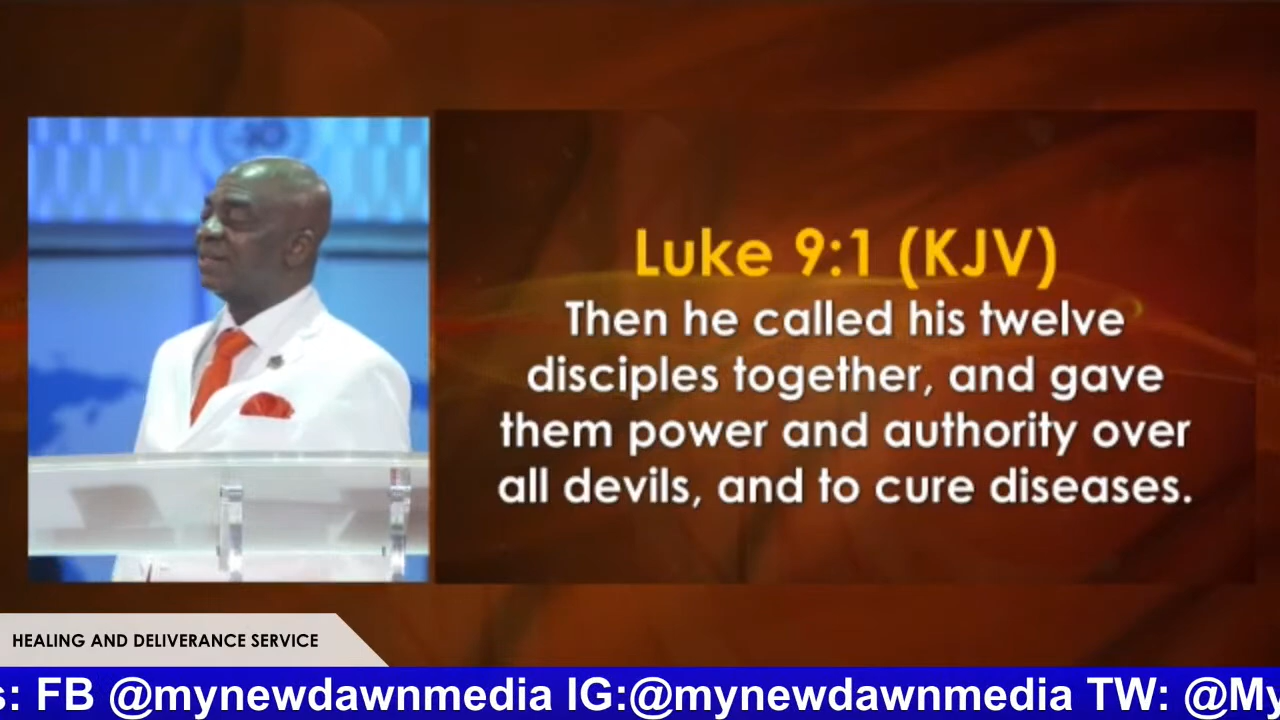 Luke 9:1 (KJV)
Then he called his twelve
disciples together, and gave
them power and authority over
all devils, and to cure diseases.
HEALING AND DELIVERANCE SERVICE
s: FB @mynewdawnmedia IG:@mynewdawnmedia TW: @My